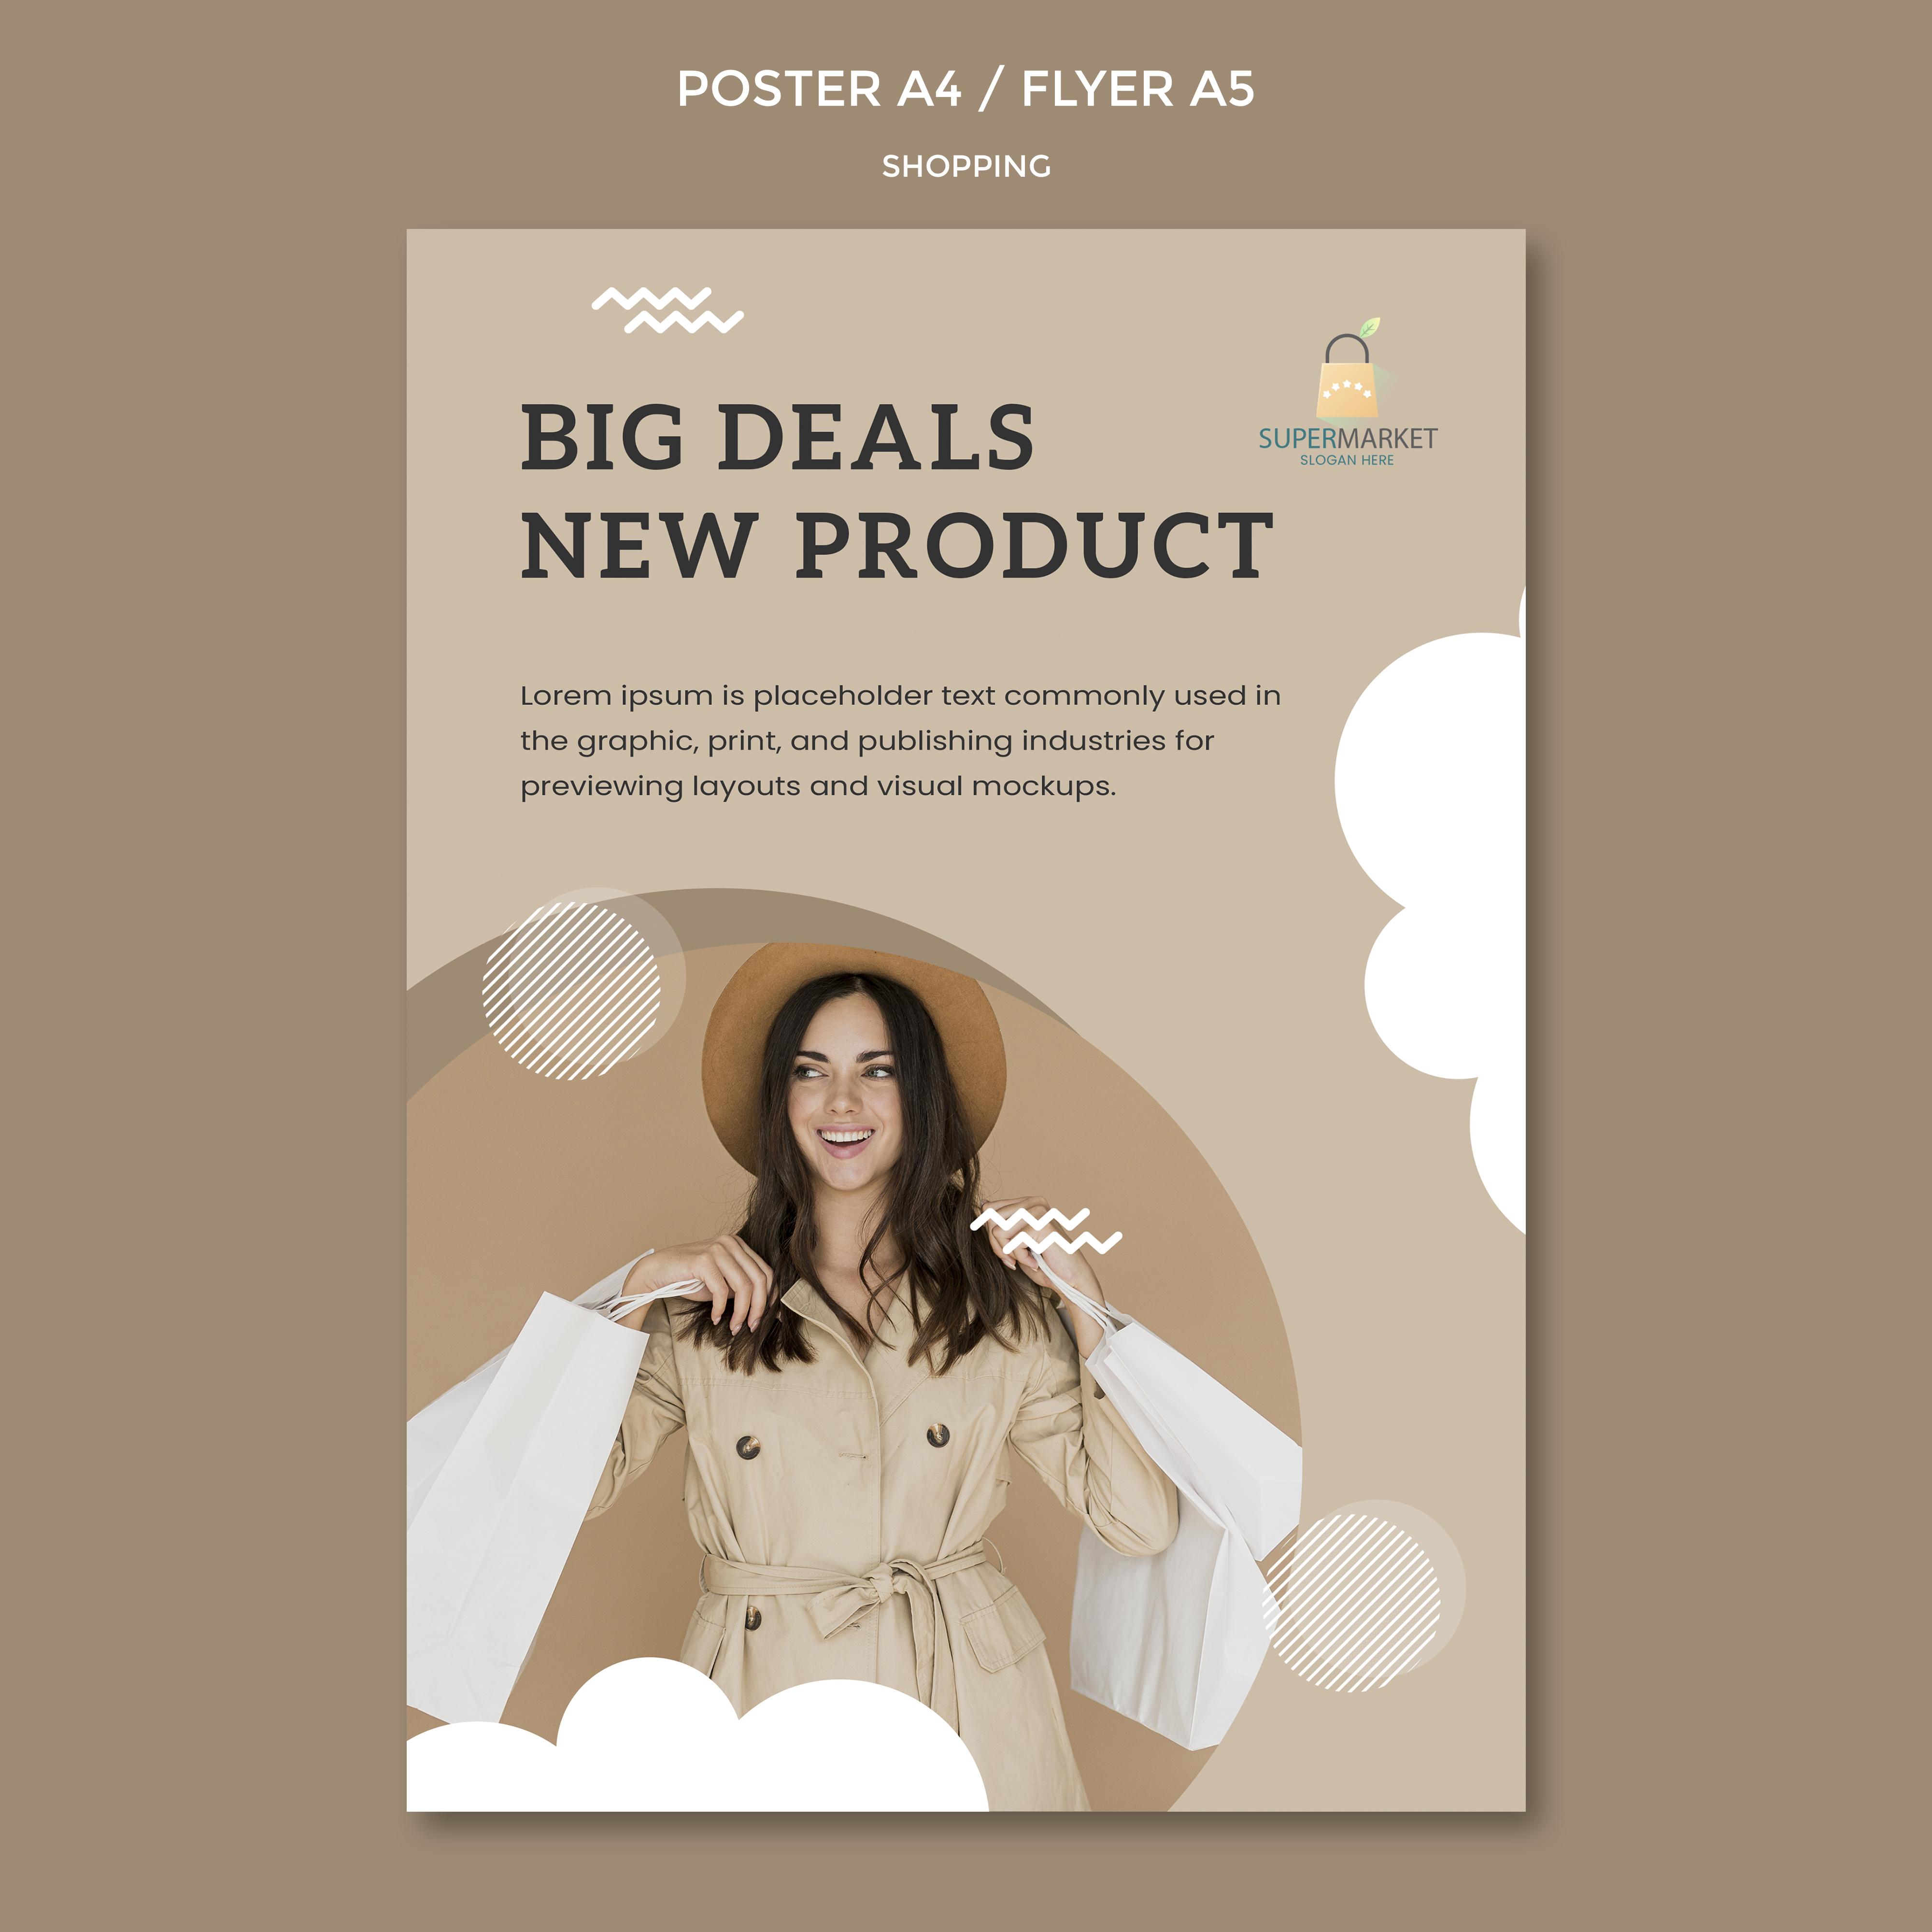 POSTER A4 / FLYER A5
SHOPPING
BIG DEALS
NEW PRODUCT
SUPERMARKET
SLOGAN HERE
Lorem ipsum is placeholder text commonly used in
the graphic, print, and publishing industries for
previewing layouts and visual mockups.